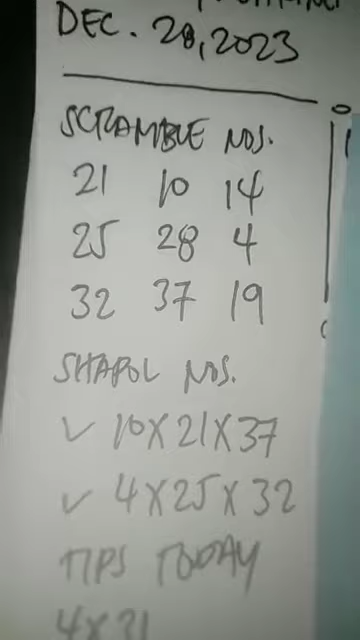 DEC. 28, 2023
SCRAMBLE NOS.
21 10 14
25 28 4
32 37 19
SHAPOL NOS.
✓ 10X21X37
✓ 4X25X32
TIPS TODAY
4X31